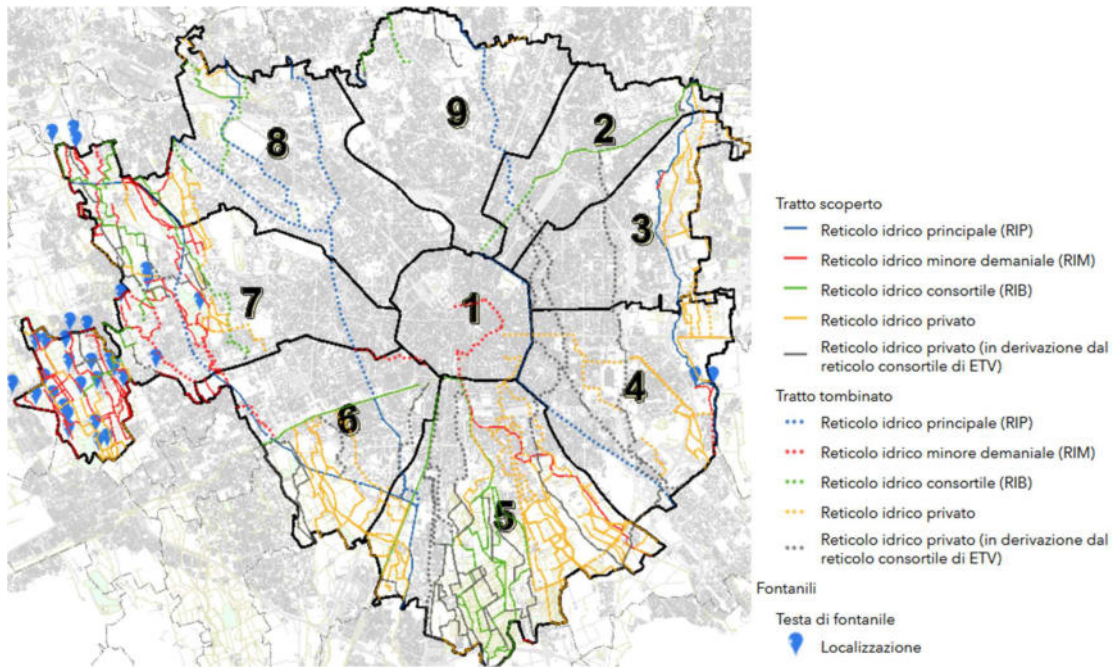 9
2
8
3
7
1
4
6
5
Tratto scoperto
Reticolo idrico principale (RIP)
Reticolo idrico minore demaniale (RIM)
Reticolo idrico consortile (RIB)
Reticolo idrico privato
Reticolo idrico privato (in derivazione dal
reticolo consortile di ETV)
Tratto tombinato
Reticolo idrico principale (RIP)
Reticolo idrico minore demaniale (RIM)
Reticolo idrico consortile (RIB)
Reticolo idrico privato
Reticolo idrico privato (in derivazione dal
reticolo consortile di ETV)
Fontanili
Testa di fontanile
Localizzazione